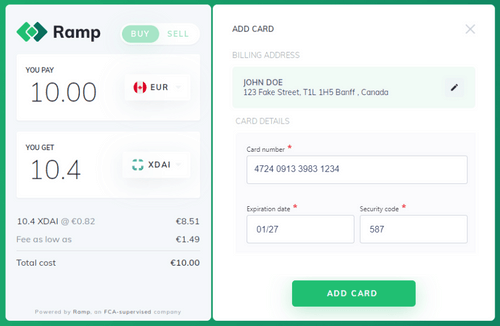 Ramp
BUY SELL
YOU PAY
10.00 EUR
YOU GET
10.4 XDAI
10.4 XDAI @ €0.82 €8.51
Fee as low as €1.49
Total cost €10.00
Powered by Ramp, an FCA-supervised company
ADD CARD
BILLING ADDRESS
JOHN DOE
123 Fake Street, T1L 1H5 Banff , Canada
CARD DETAILS
Card number *
4724 0913 3983 1234
Expiration date * Security code *
01/27 587
ADD CARD